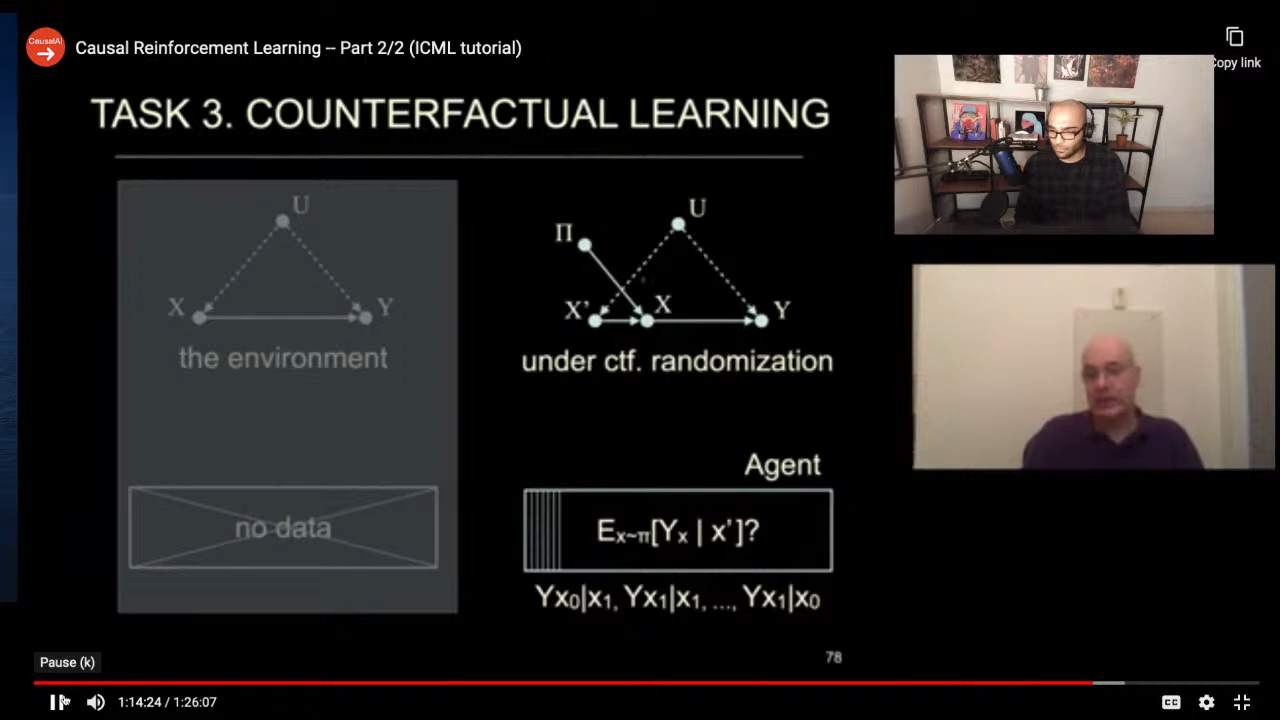 CausalAI
Causal Reinforcement Learning -- Part 2/2 (ICML tutorial)
Copy link
TASK 3. COUNTERFACTUAL LEARNING
U
X
Y
the environment
no data
Π
U
X'
X
Y
under ctf. randomization
Agent
Ex~π[Yx | x']?
Yx₀|x₁, Yx₁|x₁, ..., Yx₁|x₀
78
Pause (k)
1:14:24 / 1:26:07
CC